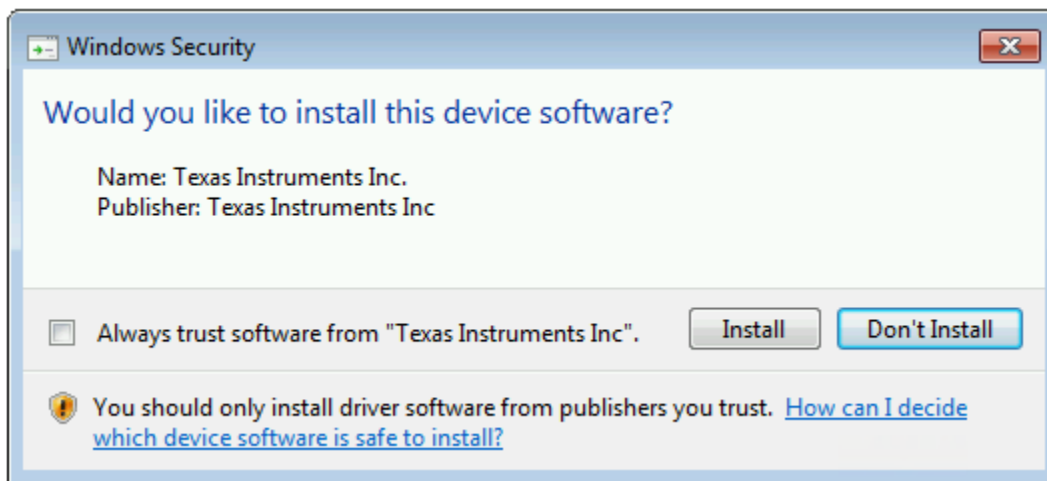 Windows Security
Would you like to install this device software?
Name: Texas Instruments Inc.
Publisher: Texas Instruments Inc
Always trust software from "Texas Instruments Inc".
Install
Don't Install
You should only install driver software from publishers you trust. How can I decide
which device software is safe to install?